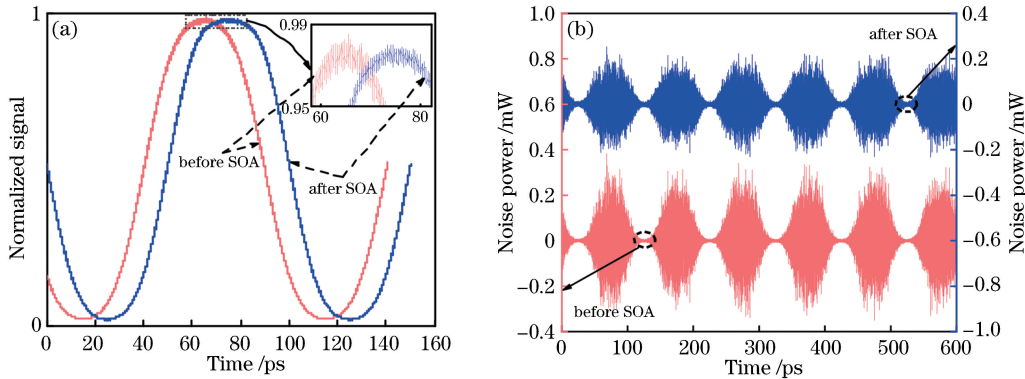 (a)
Normalized signal
1
0
0.99
0.95
60 80
before SOA
after SOA
0 20 40 60 80 100 120 140 160
Time /ps
(b)
Noise power /mW
1.0
0.8
0.6
0.4
0.2
0
−0.2
−0.4
after SOA
before SOA
0 100 200 300 400 500 600
Time /ps
0.4
0.2
0
−0.2
−0.4
−0.6
−0.8
−1.0
Noise power /mW